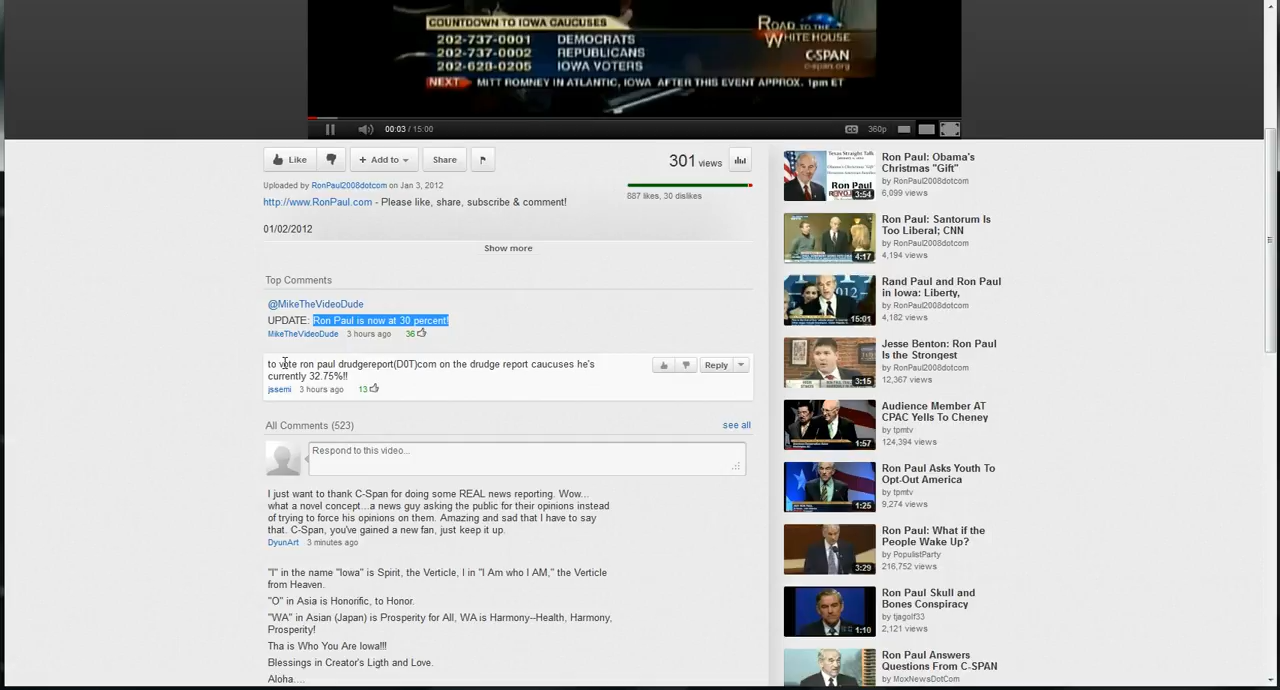 COUNTDOWN TO IOWA CAUCUSES
202-737-0001 DEMOCRATS
202-737-0002 REPUBLICANS
202-628-0205 IOWA VOTERS
ROAD TO THE
WHITE HOUSE
C-SPAN
c-span.org
NEXT MITT ROMNEY IN ATLANTIC, IOWA AFTER THIS EVENT APPROX. 1pm ET
00:03 / 15:00
CC 360p
Like
+ Add to
Share
301 views
Uploaded by RonPaul2008dotcom on Jan 3, 2012
887 likes, 30 dislikes
http://www.RonPaul.com - Please like, share, subscribe & comment!
01/02/2012
Show more
Top Comments
@MikeTheVideoDude
UPDATE: Ron Paul is now at 30 percent!
MikeTheVideoDude 3 hours ago 36
to vote ron paul drudgereport(D0T)com on the drudge report caucuses he's
currently 32.75%!!
jssemi 3 hours ago 13
Reply
All Comments (523)
see all
Respond to this video...
I just want to thank C-Span for doing some REAL news reporting. Wow...
what a novel concept...a news guy asking the public for their opinions instead
of trying to force his opinions on them. Amazing and sad that I have to say
that. C-Span, you've gained a new fan, just keep it up.
DyunArt 3 minutes ago
"I" in the name "Iowa" is Spirit, the Verticle, I in "I Am who I AM," the Verticle
from Heaven.
"O" in Asia is Honorific, to Honor.
"WA" in Asian (Japan) is Prosperity for All, WA is Harmony--Health, Harmony,
Prosperity!
Tha is Who You Are Iowa!!!
Blessings in Creator's Ligth and Love.
Aloha....
Texas Straight Talk
Ron Paul
3:54
Ron Paul: Obama's
Christmas "Gift"
by RonPaul2008dotcom
6,099 views
4:17
Ron Paul: Santorum Is
Too Liberal; CNN
by RonPaul2008dotcom
4,194 views
2012
15:01
Rand Paul and Ron Paul
in Iowa: Liberty,
by RonPaul2008dotcom
4,182 views
3:15
Jesse Benton: Ron Paul
Is the Strongest
by RonPaul2008dotcom
12,367 views
1:57
Audience Member AT
CPAC Yells To Cheney
by tpmtv
124,394 views
1:25
Ron Paul Asks Youth To
Opt-Out America
by tpmtv
9,274 views
3:29
Ron Paul: What if the
People Wake Up?
by PopulistParty
216,752 views
1:10
Ron Paul Skull and
Bones Conspiracy
by tjagolf33
2,121 views
Ron Paul Answers
Questions From C-SPAN
by MoxNewsDotCom